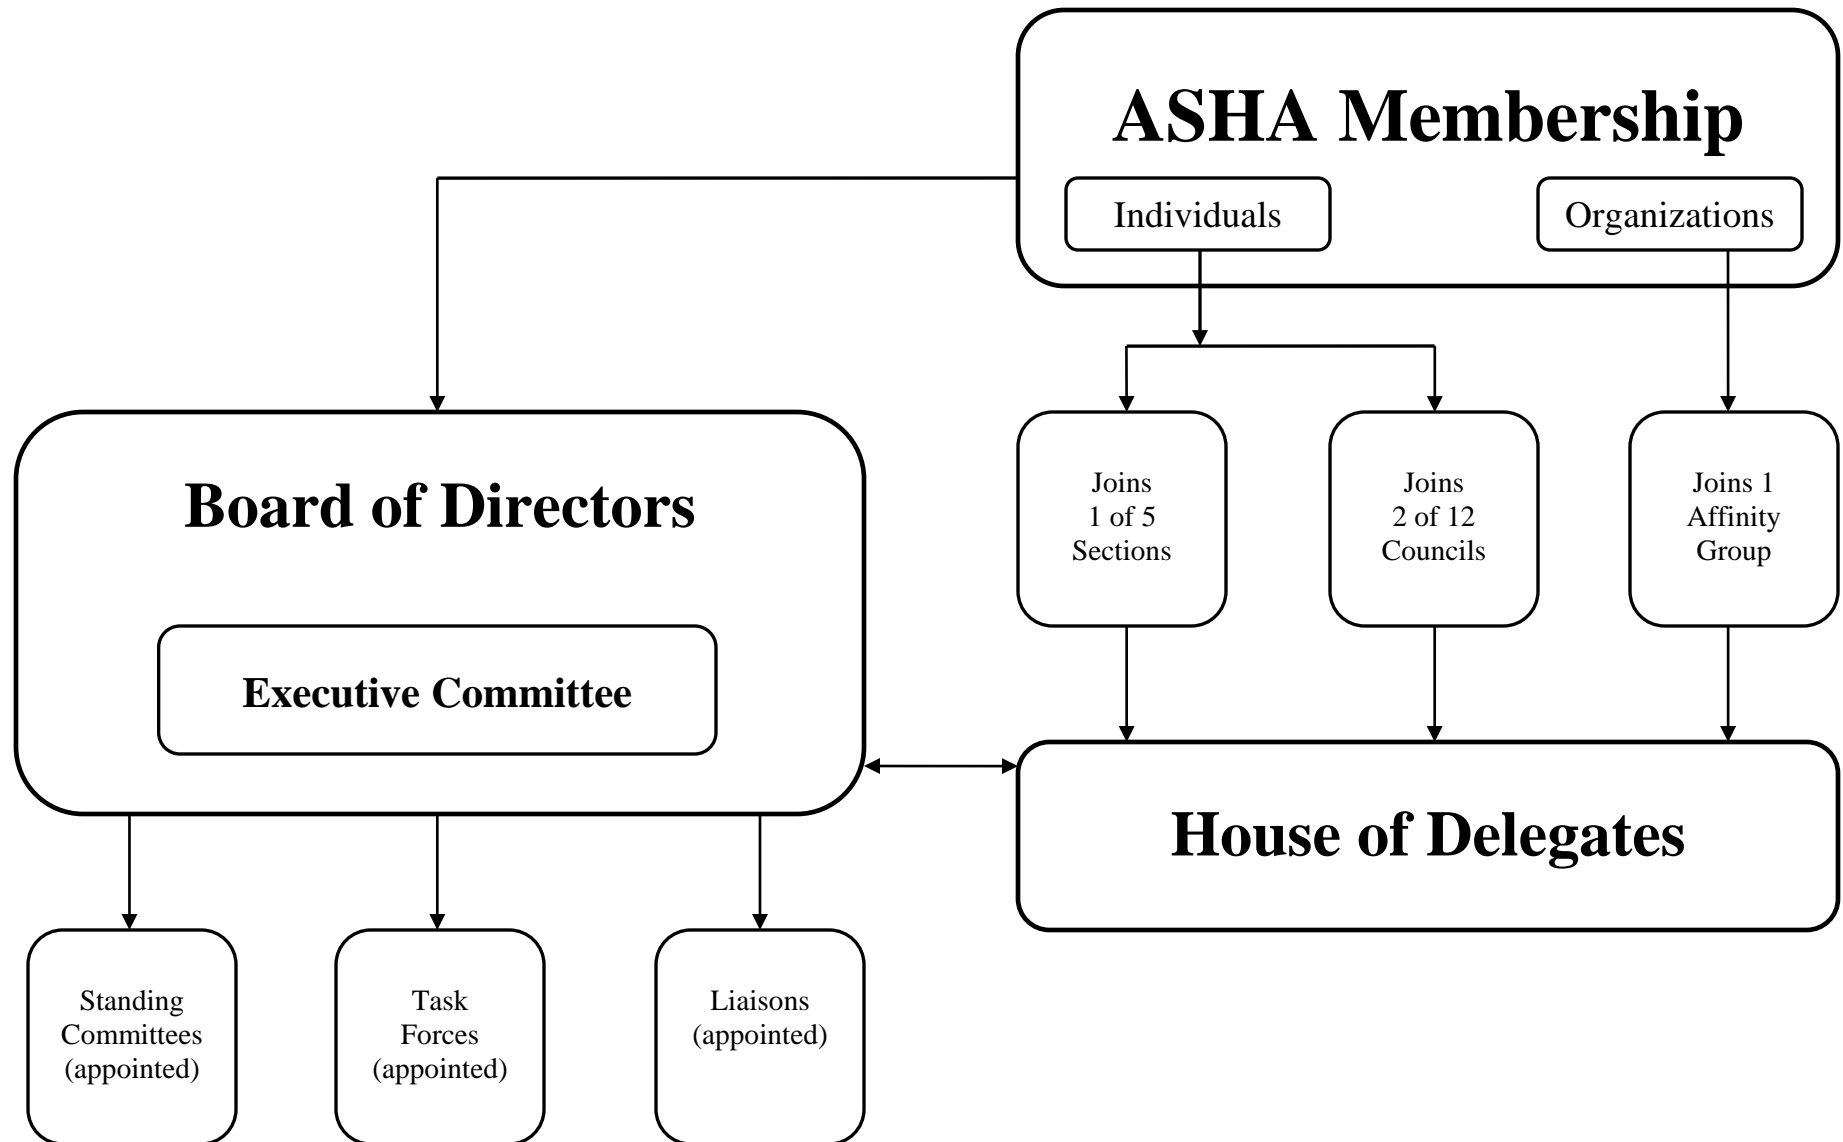 ASHA Membership
Individuals
Organizations
Board of Directors
Executive Committee
Joins
1 of 5
Sections
Joins
2 of 12
Councils
Joins 1
Affinity
Group
House of Delegates
Standing
Committees
(appointed)
Task
Forces
(appointed)
Liaisons
(appointed)